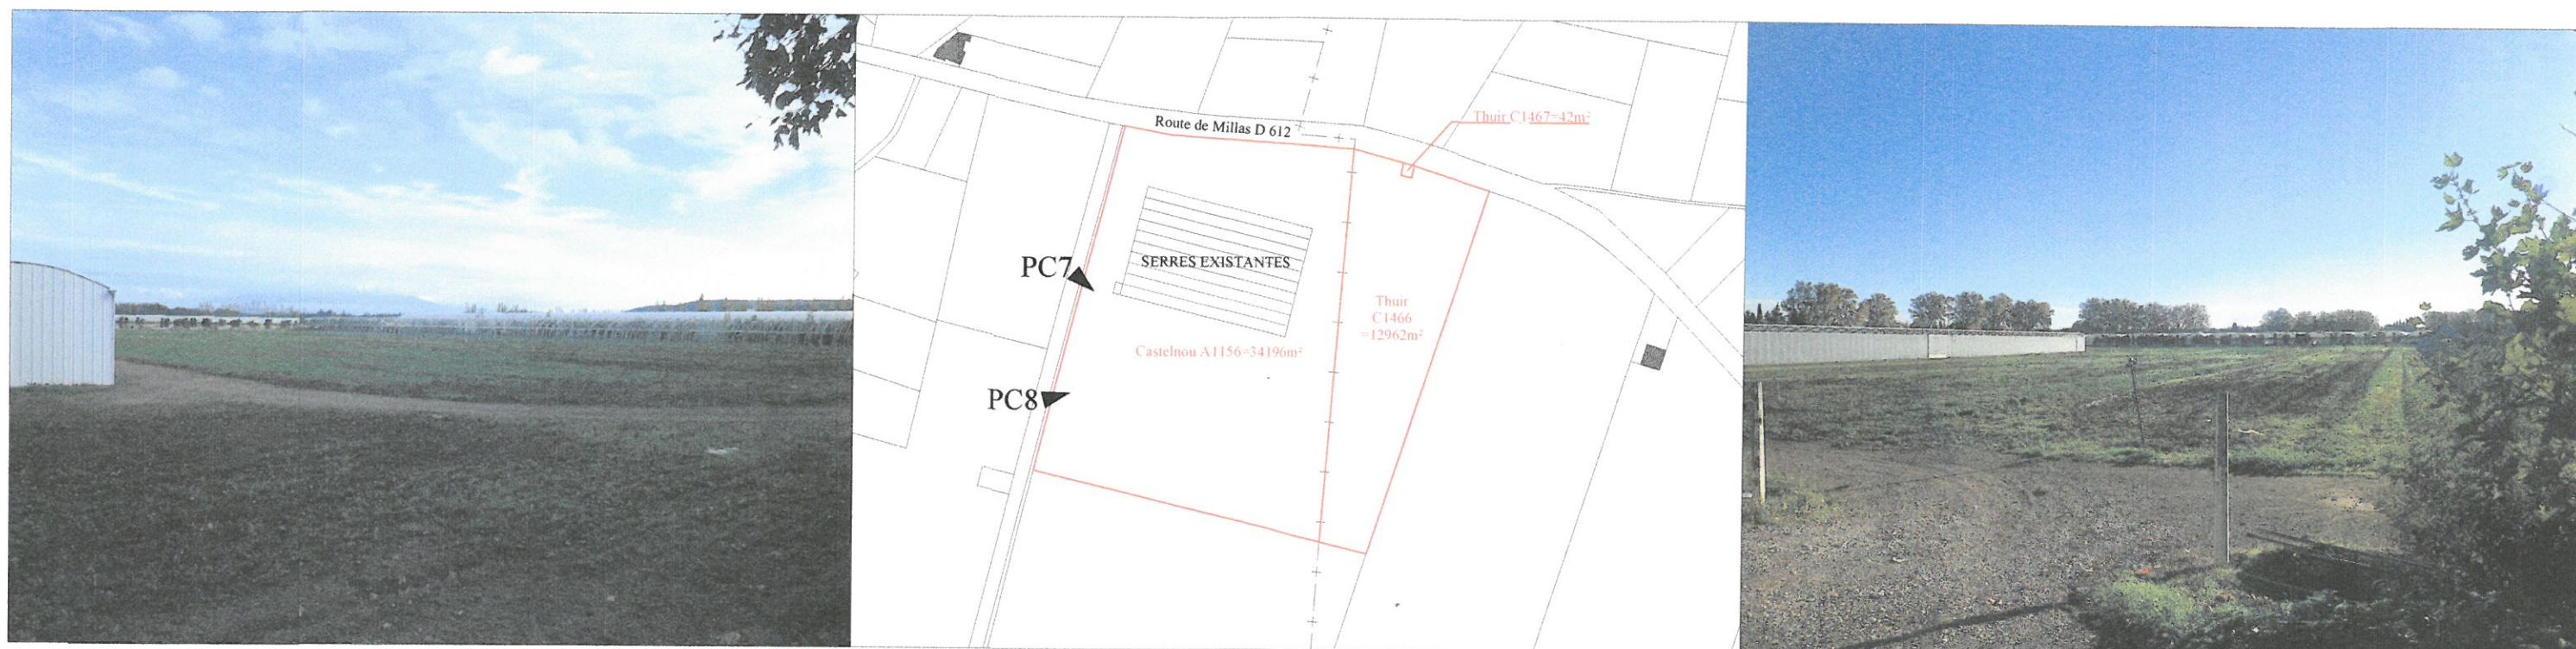 Route de Millas D 612
Thuir C1467=42m²
PC7
SERRES EXISTANTES
Thuir
C1466
=12962m²
Castelnou A1156=34196m²
PC8